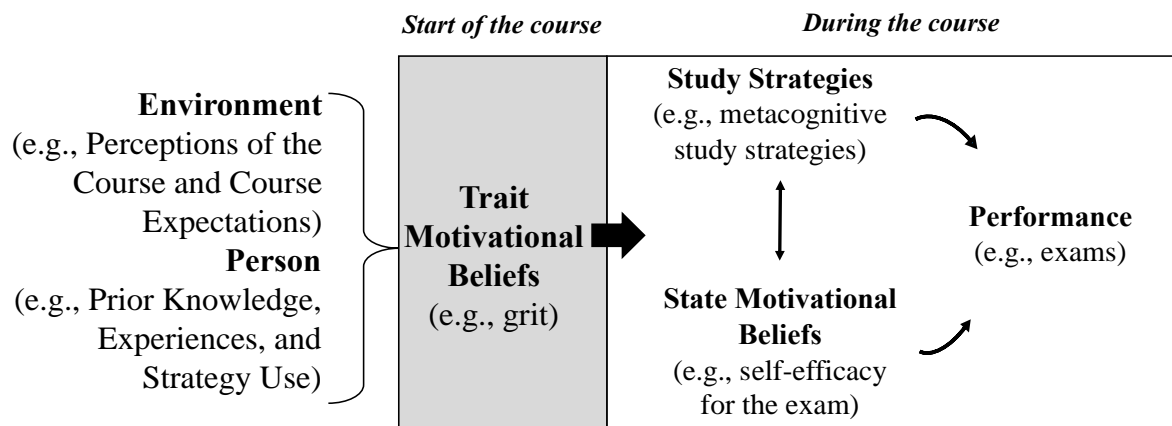 Start of the course
During the course
Environment
(e.g., Perceptions of the
Course and Course
Expectations)
Person
(e.g., Prior Knowledge,
Experiences, and
Strategy Use)
Trait
Motivational
Beliefs
(e.g., grit)
Study Strategies
(e.g., metacognitive
study strategies)
State Motivational
Beliefs
(e.g., self-efficacy
for the exam)
Performance
(e.g., exams)